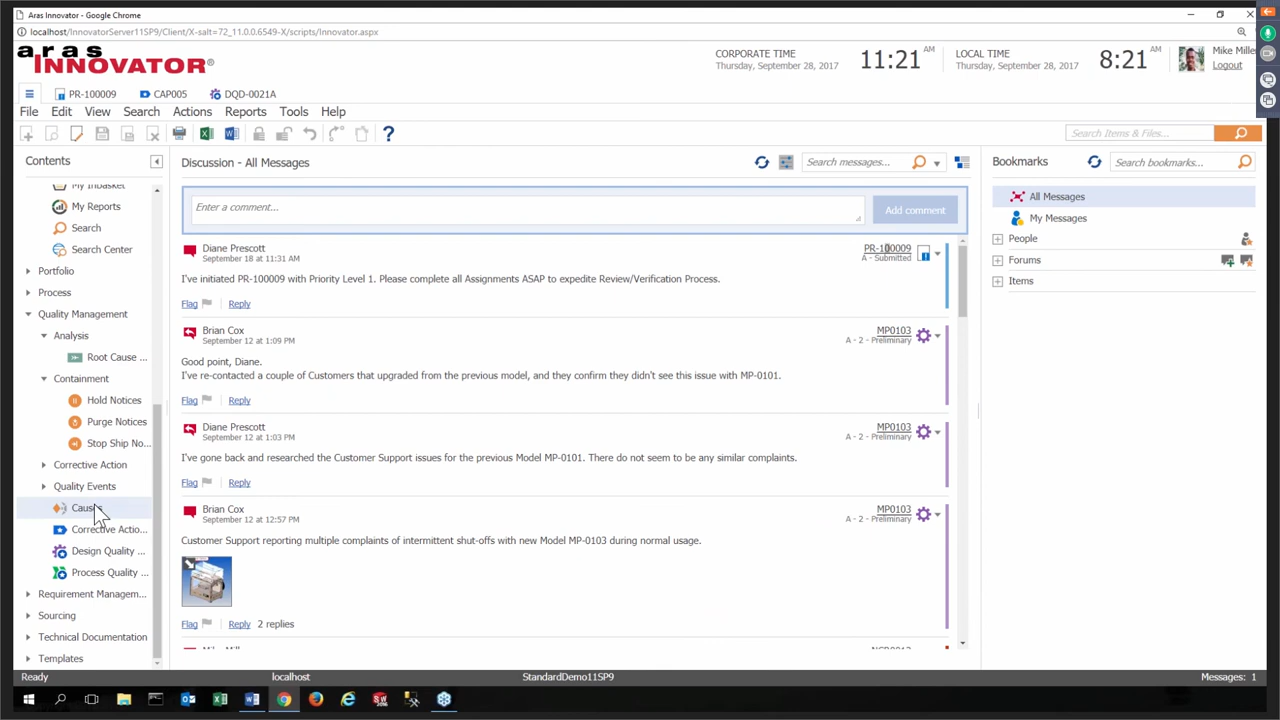 Aras Innovator - Google Chrome
localhost/InnovatorServer11SP9/Client/X-salt=72_11.0.0.6549-X/scripts/Innovator.aspx
aras
INNOVATOR®
CORPORATE TIME
Thursday, September 28, 2017
11:21 AM
LOCAL TIME
Thursday, September 28, 2017
8:21 AM
Mike Miller
Logout
PR-100009 CAP005 DQD-0021A
File Edit View Search Actions Reports Tools Help
Search Items & Files...
Contents
My InBasket
My Reports
Search
Search Center
Portfolio
Process
Quality Management
Analysis
Root Cause ...
Containment
Hold Notices
Purge Notices
Stop Ship No...
Corrective Action
Quality Events
Causes
Corrective Actio...
Design Quality ...
Process Quality ...
Requirement Managem...
Sourcing
Technical Documentation
Templates
Discussion - All Messages
Search messages...
Enter a comment...
Add comment
Diane Prescott
September 18 at 11:31 AM
PR-100009
A - Submitted
I've initiated PR-100009 with Priority Level 1. Please complete all Assignments ASAP to expedite Review/Verification Process.
Flag Reply
Brian Cox
September 12 at 1:09 PM
MP0103
A - 2 - Preliminary
Good point, Diane.
I've re-contacted a couple of Customers that upgraded from the previous model, and they confirm they didn't see this issue with MP-0101.
Flag Reply
Diane Prescott
September 12 at 1:03 PM
MP0103
A - 2 - Preliminary
I've gone back and researched the Customer Support issues for the previous Model MP-0101. There do not seem to be any similar complaints.
Flag Reply
Brian Cox
September 12 at 12:57 PM
MP0103
A - 2 - Preliminary
Customer Support reporting multiple complaints of intermittent shut-offs with new Model MP-0103 during normal usage.
Flag Reply 2 replies
Bookmarks
Search bookmarks...
All Messages
My Messages
People
Forums
Items
Ready localhost StandardDemo11SP9 Messages: 1